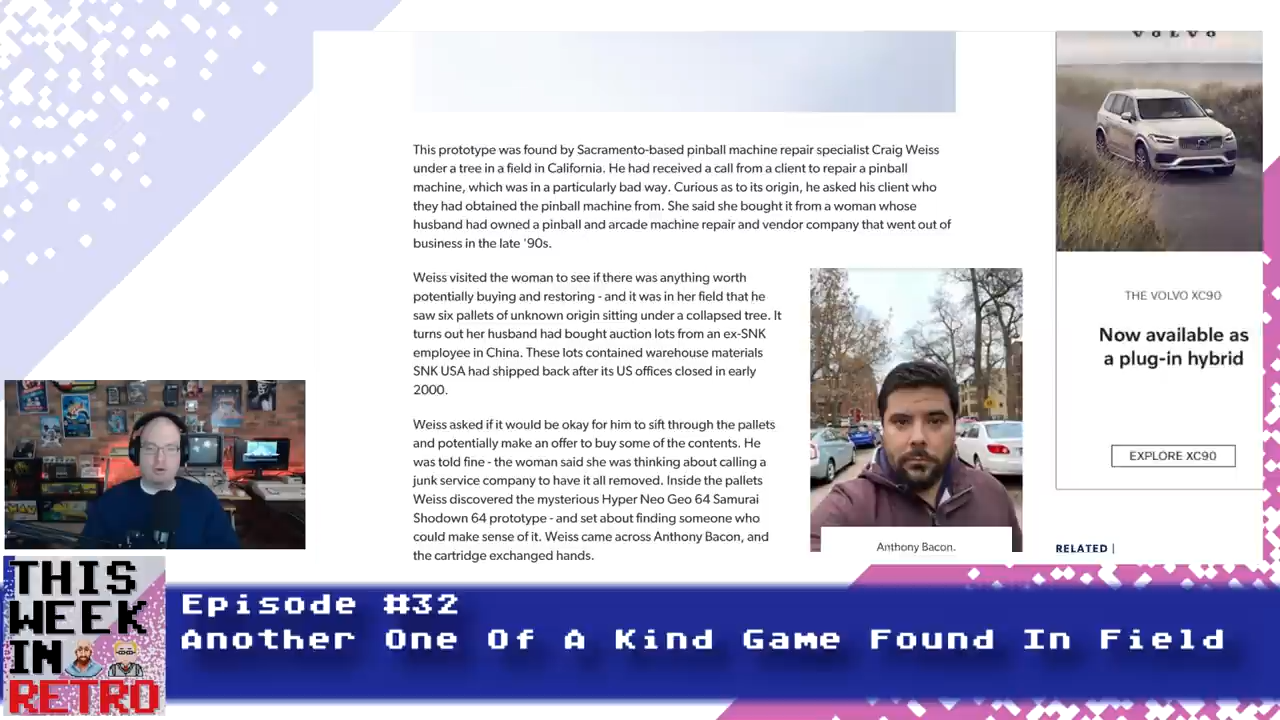 VOLVO
This prototype was found by Sacramento-based pinball machine repair specialist Craig Weiss
under a tree in a field in California. He had received a call from a client to repair a pinball
machine, which was in a particularly bad way. Curious as to its origin, he asked his client who
they had obtained the pinball machine from. She said she bought it from a woman whose
husband had owned a pinball and arcade machine repair and vendor company that went out of
business in the late '90s.
Weiss visited the woman to see if there was anything worth
potentially buying and restoring - and it was in her field that he
saw six pallets of unknown origin sitting under a collapsed tree. It
turns out her husband had bought auction lots from an ex-SNK
employee in China. These lots contained warehouse materials
SNK USA had shipped back after its US offices closed in early
2000.
Weiss asked if it would be okay for him to sift through the pallets
and potentially make an offer to buy some of the contents. He
was told fine - the woman said she was thinking about calling a
junk service company to have it all removed. Inside the pallets
Weiss discovered the mysterious Hyper Neo Geo 64 Samurai
Shodown 64 prototype - and set about finding someone who
could make sense of it. Weiss came across Anthony Bacon, and
the cartridge exchanged hands.
Anthony Bacon.
THE VOLVO XC90
Now available as
a plug-in hybrid
EXPLORE XC90
RELATED |
THIS
WEEK
IN
RETRO
Episode #32
Another One Of A Kind Game Found In Field